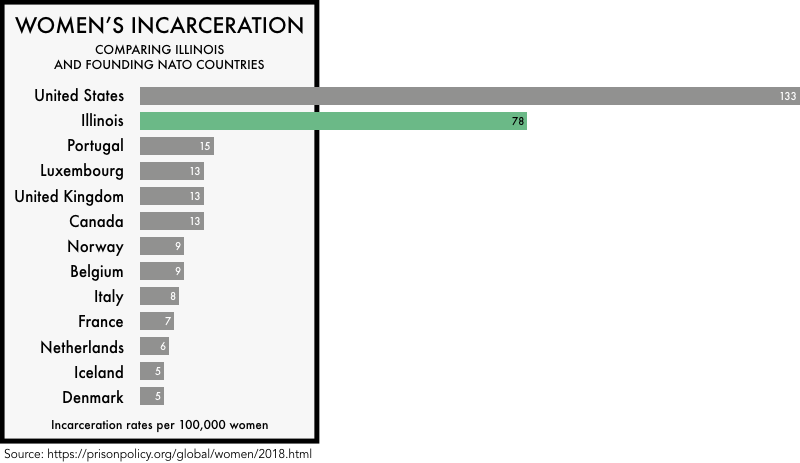 WOMEN'S INCARCERATION
COMPARING ILLINOIS
AND FOUNDING NATO COUNTRIES
United States 133
Illinois 78
Portugal 15
Luxembourg 13
United Kingdom 13
Canada 13
Norway 9
Belgium 9
Italy 8
France 7
Netherlands 6
Iceland 5
Denmark 5
Incarceration rates per 100,000 women
Source: https://prisonpolicy.org/global/women/2018.html